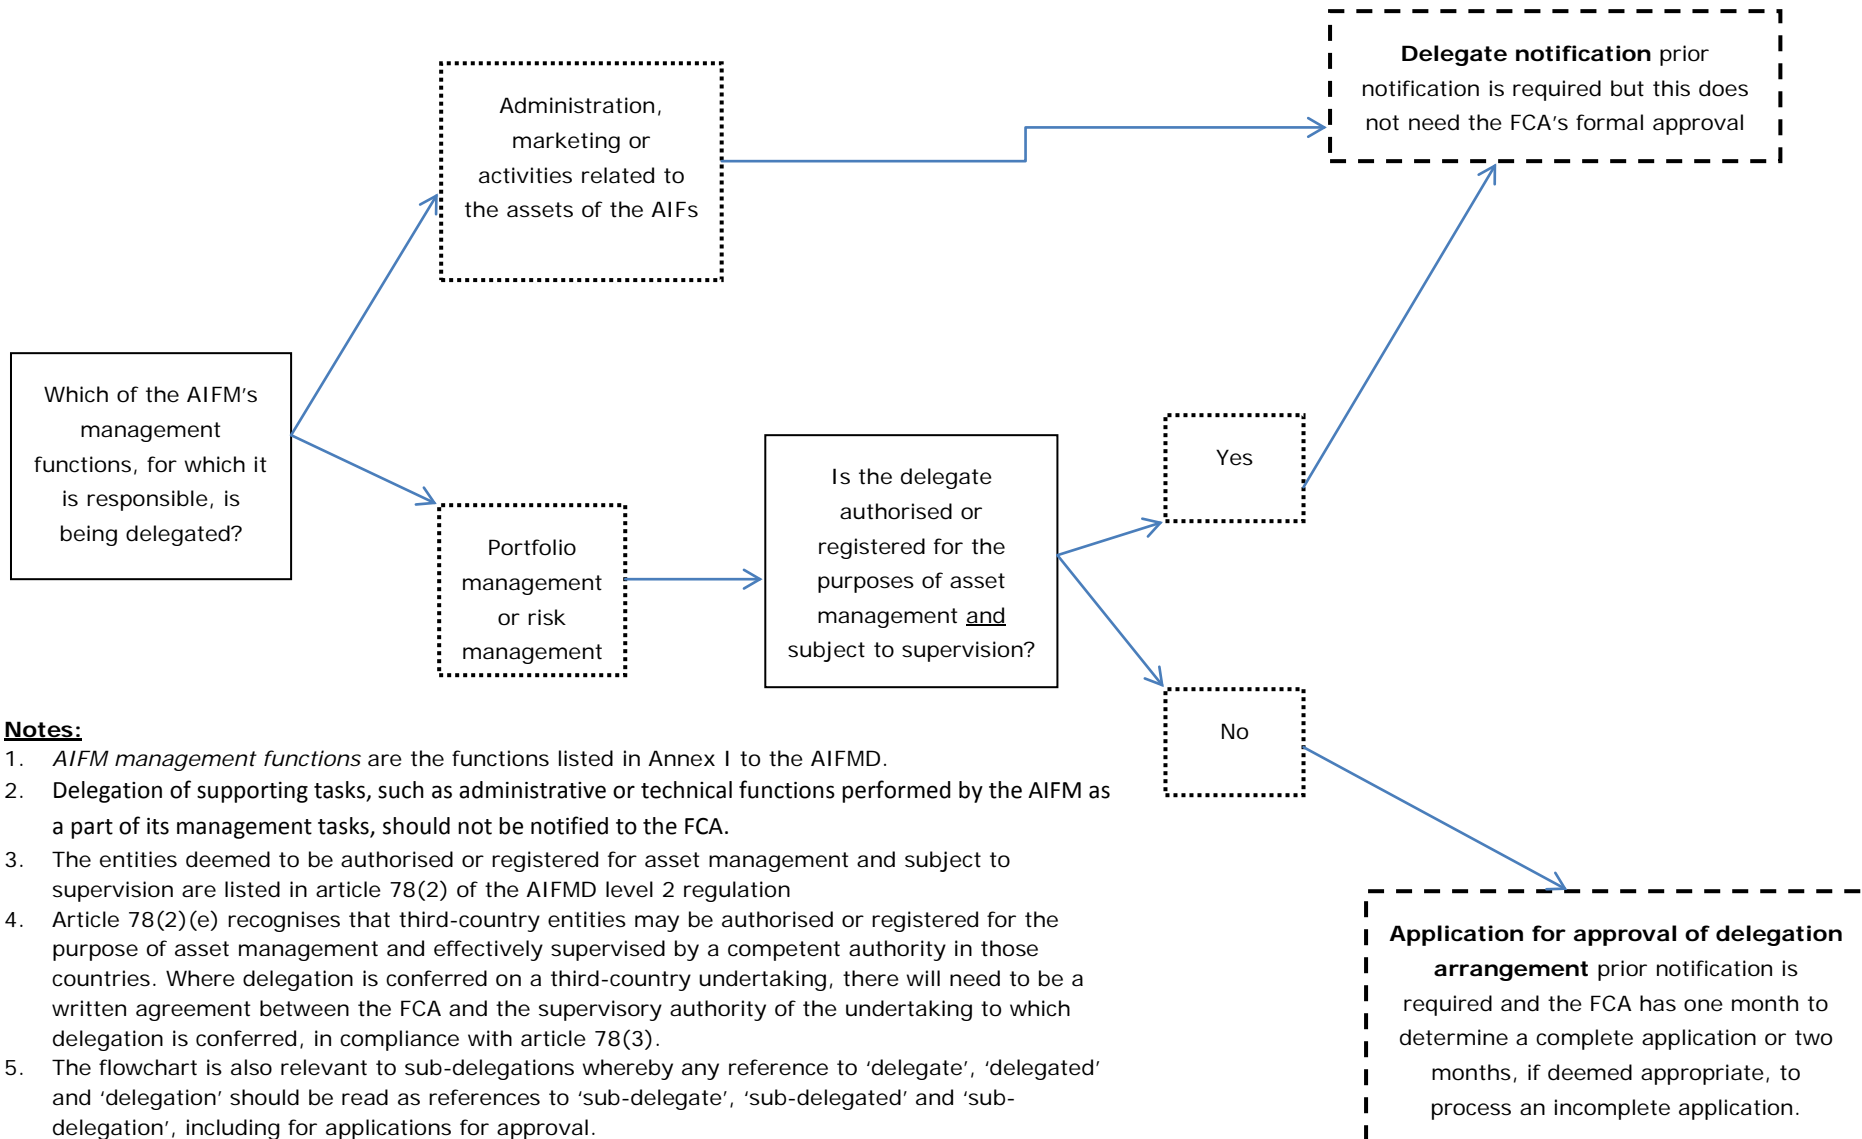 Delegate notification prior
notification is required but this does
not need the FCA's formal approval
Administration,
marketing or
activities related to
the assets of the AIFs
Which of the AIFM's
management
functions, for which it
is responsible, is
being delegated?
Portfolio
management
or risk
management
Is the delegate
authorised or
registered for the
purposes of asset
management and
subject to supervision?
Yes
No
Application for approval of delegation
arrangement prior notification is
required and the FCA has one month to
determine a complete application or two
months, if deemed appropriate, to
process an incomplete application.
Notes:
1. AIFM management functions are the functions listed in Annex I to the AIFMD.
2. Delegation of supporting tasks, such as administrative or technical functions performed by the AIFM as
a part of its management tasks, should not be notified to the FCA.
3. The entities deemed to be authorised or registered for asset management and subject to
supervision are listed in article 78(2) of the AIFMD level 2 regulation
4. Article 78(2)(e) recognises that third-country entities may be authorised or registered for the
purpose of asset management and effectively supervised by a competent authority in those
countries. Where delegation is conferred on a third-country undertaking, there will need to be a
written agreement between the FCA and the supervisory authority of the undertaking to which
delegation is conferred, in compliance with article 78(3).
5. The flowchart is also relevant to sub-delegations whereby any reference to 'delegate', 'delegated'
and 'delegation' should be read as references to 'sub-delegate', 'sub-delegated' and 'sub-
delegation', including for applications for approval.